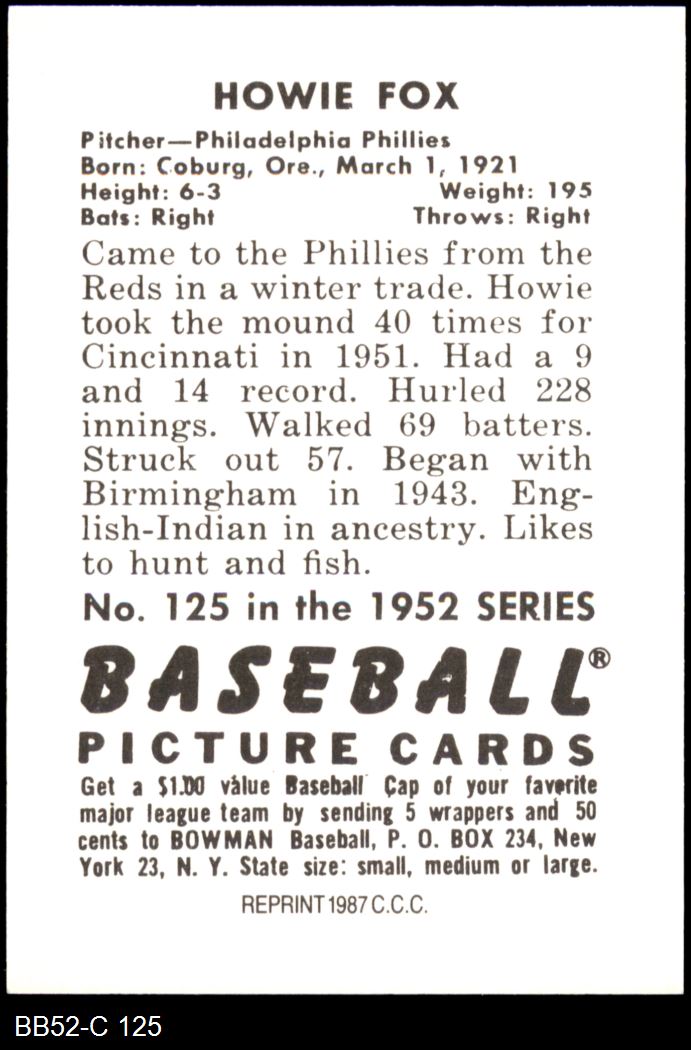 HOWIE FOX
Pitcher—Philadelphia Phillies
Born: Coburg, Ore., March 1, 1921
Height: 6-3 Weight: 195
Bats: Right Throws: Right
Came to the Phillies from the
Reds in a winter trade. Howie
took the mound 40 times for
Cincinnati in 1951. Had a 9
and 14 record. Hurled 228
innings. Walked 69 batters.
Struck out 57. Began with
Birmingham in 1943. Eng-
lish-Indian in ancestry. Likes
to hunt and fish.
No. 125 in the 1952 SERIES
BASEBALL®
PICTURE CARDS
Get a $1.00 value Baseball Cap of your favorite
major league team by sending 5 wrappers and 50
cents to BOWMAN Baseball, P. O. BOX 234, New
York 23, N. Y. State size: small, medium or large.
REPRINT 1987 C.C.C.
BB52-C 125